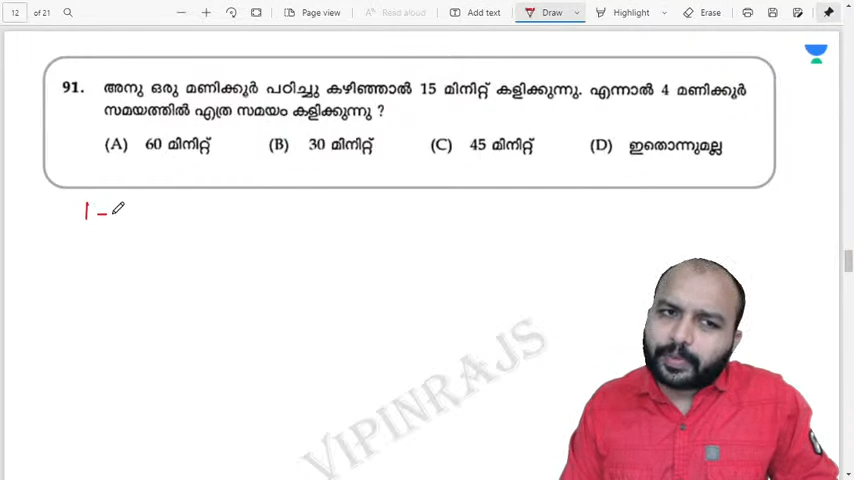 12 of 21
Page view
Read aloud
Add text
Draw
Highlight
Erase
91. അനു ഒരു മണിക്കൂർ പഠിച്ചു കഴിഞ്ഞാൽ 15 മിനിറ്റ് കളിക്കുന്നു. എന്നാൽ 4 മണിക്കൂർ
സമയത്തിൽ എത്ര സമയം കളിക്കുന്നു ?
(A) 60 മിനിറ്റ് (B) 30 മിനിറ്റ് (C) 45 മിനിറ്റ് (D) ഇതൊന്നുമല്ല
1 –
VIPINRAJS